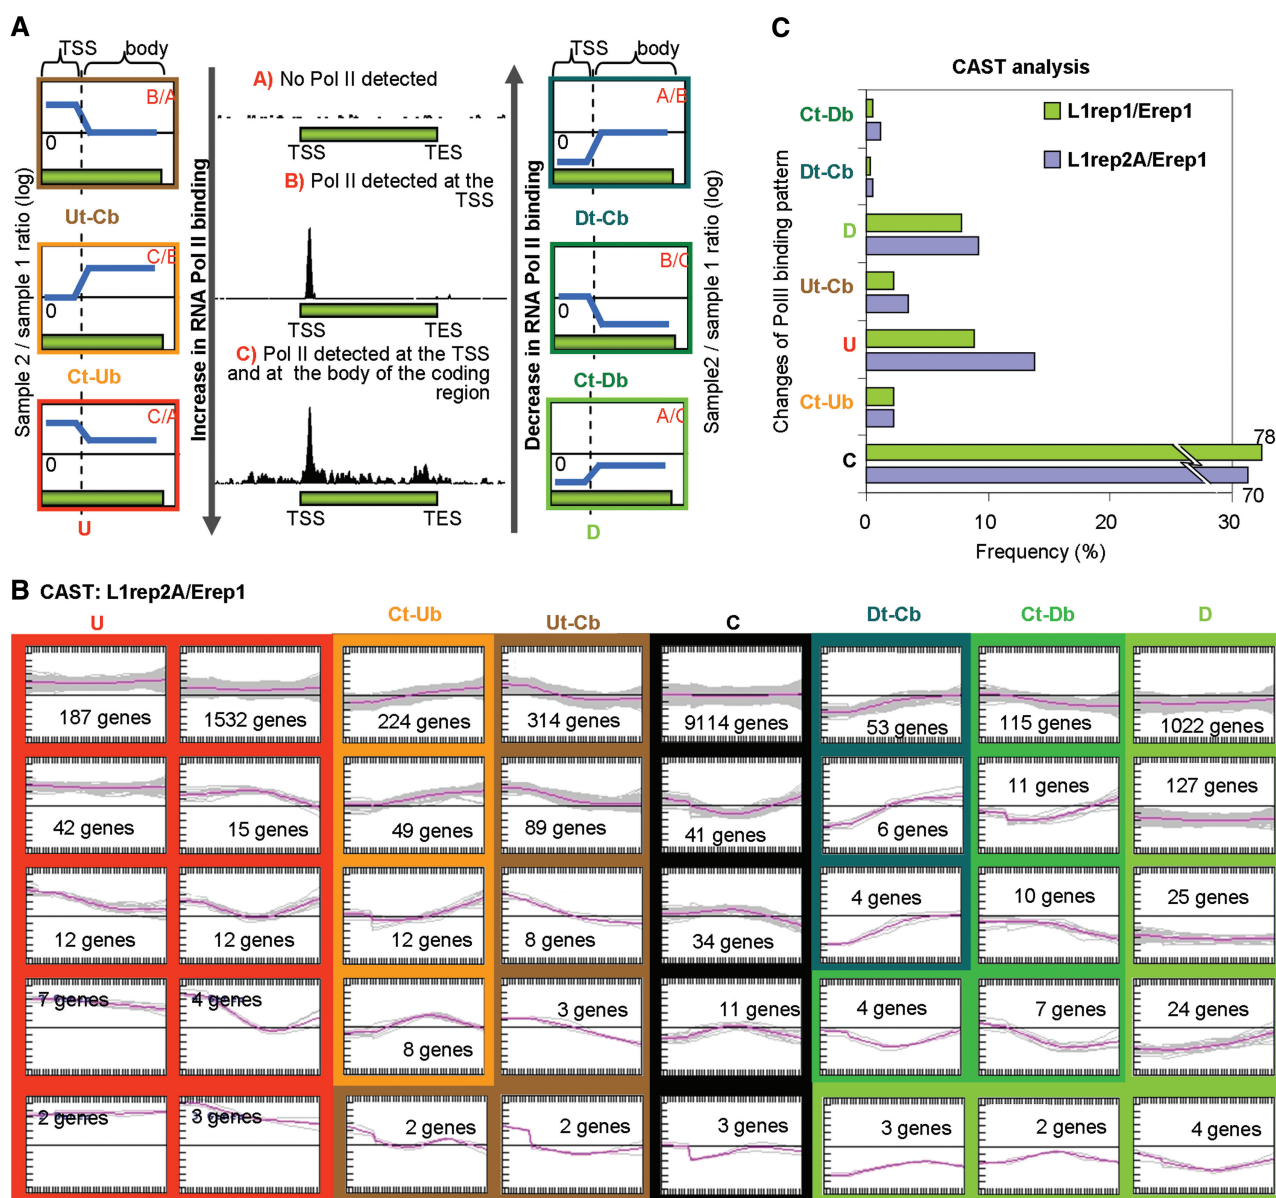 A
TSS body
B/A
0
Ut-Cb
C/B
0
Ct-Ub
C/A
0
U
Sample 2 / sample 1 ratio (log)
Increase in RNA Pol II binding
A) No Pol II detected
TSS TES
B) Pol II detected at the
TSS
TSS TES
C) Pol II detected at the TSS
and at the body of the coding
region
TSS TES
Decrease in RNA Pol II binding
TSS body
A/B
0
Dt-Cb
B/C
0
Ct-Db
A/C
0
D
Sample2 / sample 1 ratio (log)
C
CAST analysis
L1rep1/Erep1
L1rep2A/Erep1
Changes of PolII binding pattern
Ct-Db
Dt-Cb
D
Ut-Cb
U
Ct-Ub
C
78
70
0 10 20 30
Frequency (%)
B CAST: L1rep2A/Erep1
U Ct-Ub Ut-Cb C Dt-Cb Ct-Db D
187 genes 1532 genes 224 genes 314 genes 9114 genes 53 genes 115 genes 1022 genes
42 genes 15 genes 49 genes 89 genes 41 genes 6 genes 11 genes 127 genes
12 genes 12 genes 12 genes 8 genes 34 genes 4 genes 10 genes 25 genes
7 genes 4 genes 8 genes 3 genes 11 genes 4 genes 7 genes 24 genes
2 genes 3 genes 2 genes 2 genes 3 genes 3 genes 2 genes 4 genes